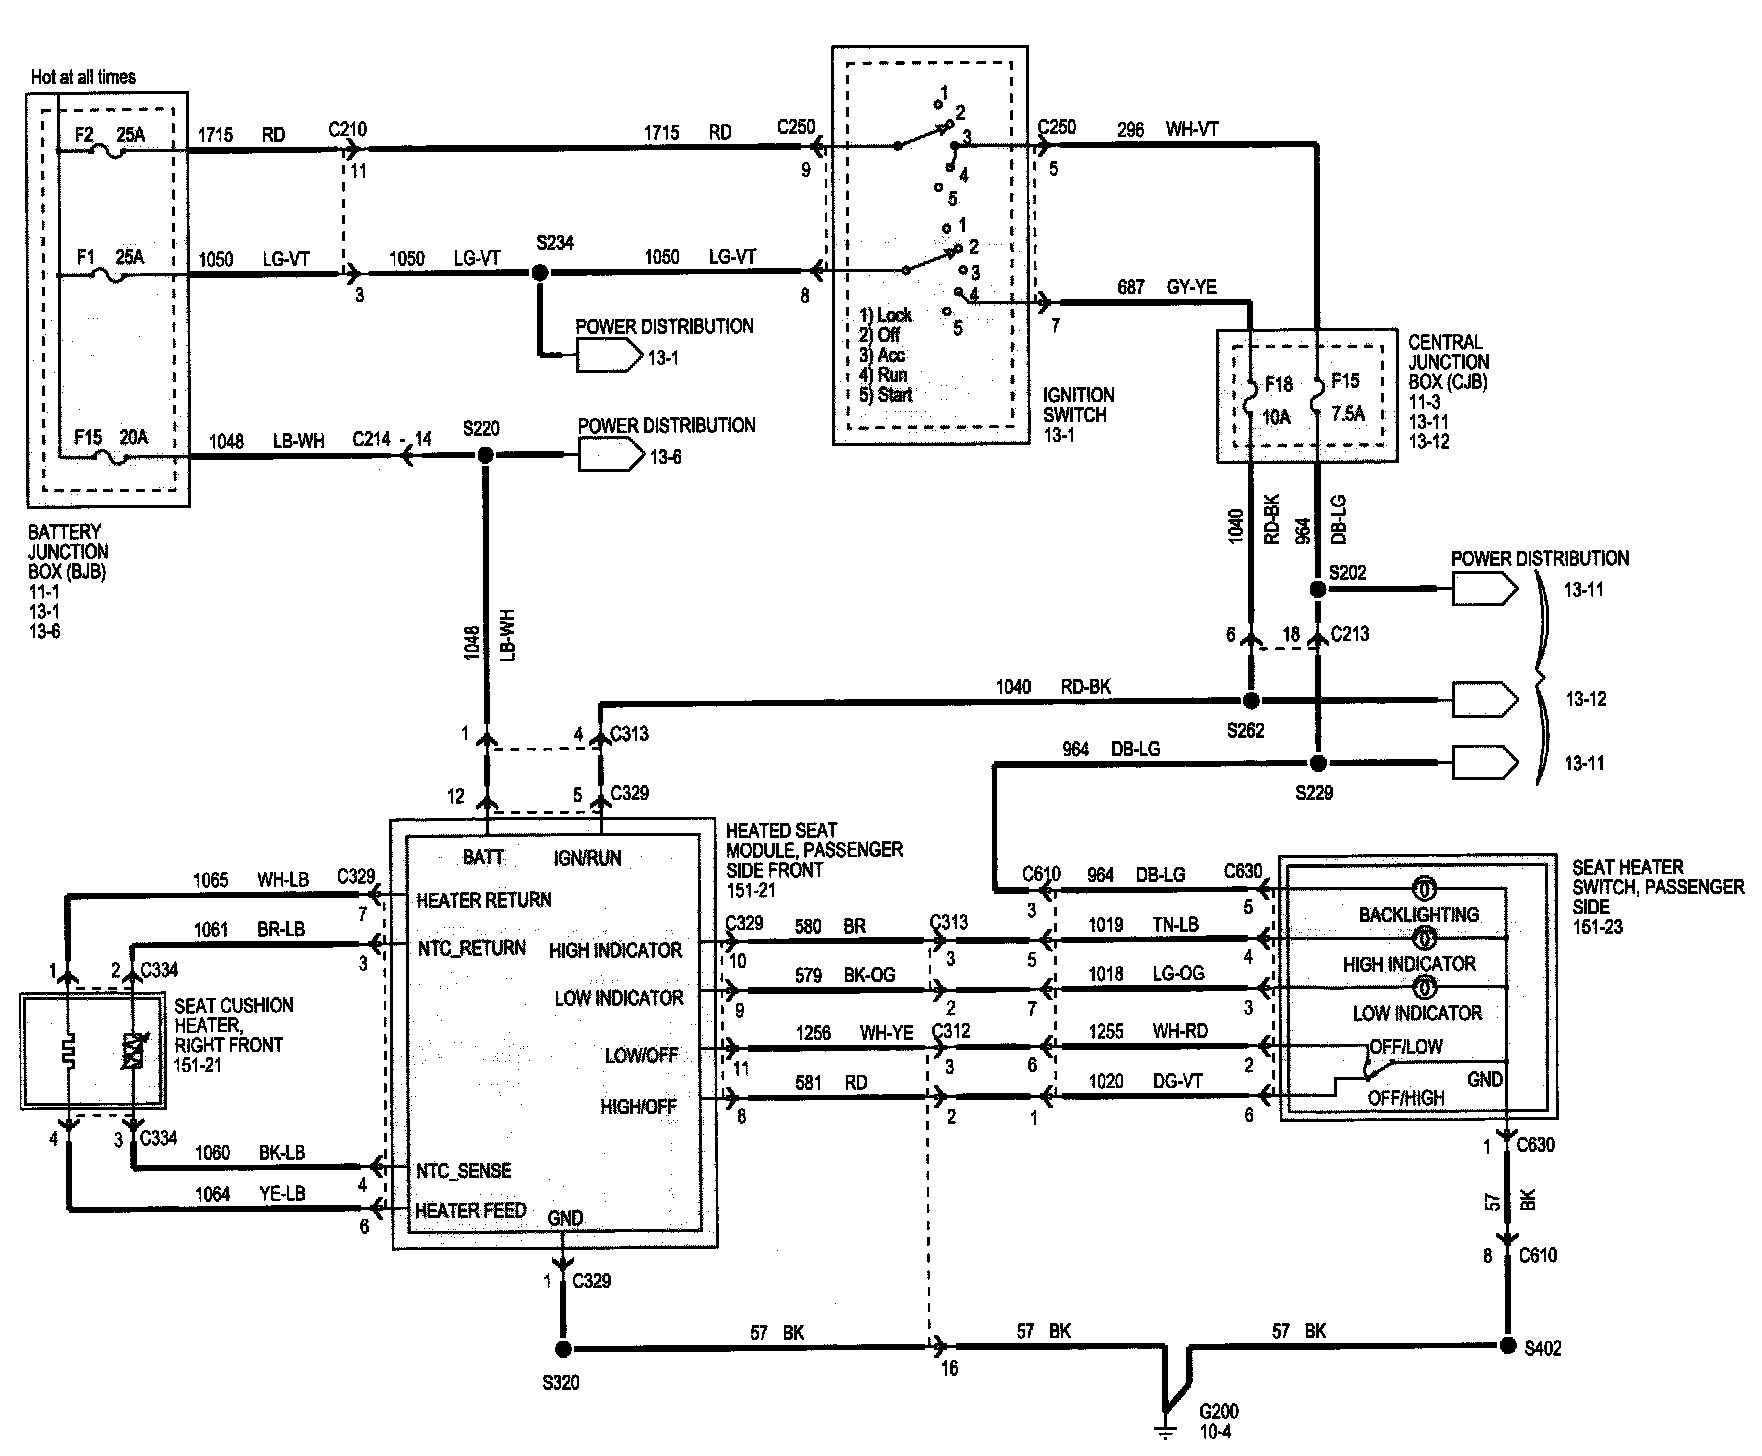 Hot at all times
F2 25A
1715 RD
C210
11
1715 RD
C250
9
1
2
3
4
5
C250
5
296 WH-VT
F1 25A
1050 LG-VT
3
1050 LG-VT
S234
1050 LG-VT
8
1
2
3
4
5
7
687 GY-YE
POWER DISTRIBUTION
13-1
1) Lock
2) Off
3) Acc
4) Run
5) Start
IGNITION
SWITCH
13-1
F18
10A
F15
7.5A
CENTRAL
JUNCTION
BOX (CJB)
11-3
13-11
13-12
F15 20A
1048 LB-WH
C214 - 14
S220
POWER DISTRIBUTION
13-6
BATTERY
JUNCTION
BOX (BJB)
11-1
13-1
13-6
1048 LB-WH
1040 RD-BK
964 DB-LG
S202
POWER DISTRIBUTION
13-11
6
18
C213
1040 RD-BK
S262
13-12
964 DB-LG
S229
13-11
1
4
C313
12
5
C329
BATT
IGN/RUN
HEATED SEAT
MODULE, PASSENGER
SIDE FRONT
151-21
1065 WH-LB
C329
7
HEATER RETURN
1061 BR-LB
3
NTC_RETURN
1
2
C334
SEAT CUSHION
HEATER,
RIGHT FRONT
151-21
4
3
C334
1060 BK-LB
4
NTC_SENSE
1064 YE-LB
6
HEATER FEED
GND
1
C329
S320
HIGH INDICATOR
C329
10
580 BR
C313
3
5
1019 TN-LB
4
LOW INDICATOR
9
579 BK-OG
2
7
1018 LG-OG
3
LOW/OFF
11
1256 WH-YE
C312
3
6
1255 WH-RD
2
HIGH/OFF
8
581 RD
2
1
1020 DG-VT
6
C610
3
964 DB-LG
C630
5
BACKLIGHTING
HIGH INDICATOR
LOW INDICATOR
OFF/LOW
GND
OFF/HIGH
SEAT HEATER
SWITCH, PASSENGER
SIDE
151-23
1
C630
57 BK
8
C610
S402
57 BK
16
57 BK
57 BK
G200
10-4